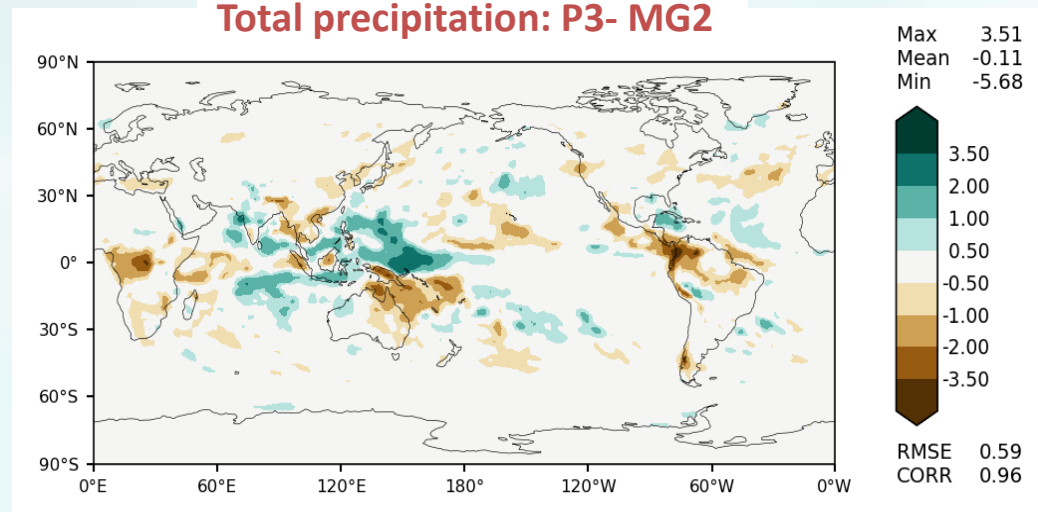 Total precipitation: P3- MG2
Max 3.51
Mean -0.11
Min -5.68
90°N
60°N
30°N
0°
30°S
60°S
90°S
0°E 60°E 120°E 180° 120°W 60°W 0°W
3.50
2.00
1.00
0.50
-0.50
-1.00
-2.00
-3.50
RMSE 0.59
CORR 0.96